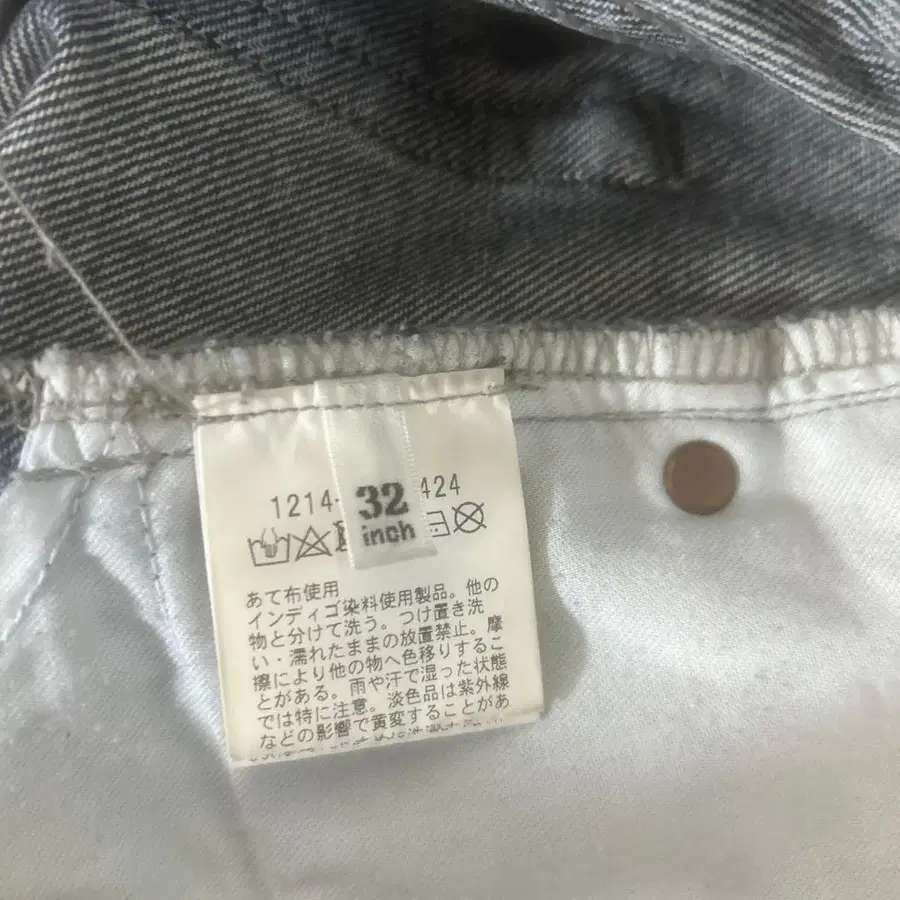 1214-
32
424
inch
あて布使用
インディゴ染料使用製品。他の
物と分けて洗う。つけ置き洗
い・濡れたままの放置禁止。摩
擦により他の物へ色移りするこ
とがある。雨や汗で湿った状態
では特に注意。淡色品は紫外線
などの影響で黄変することがあ